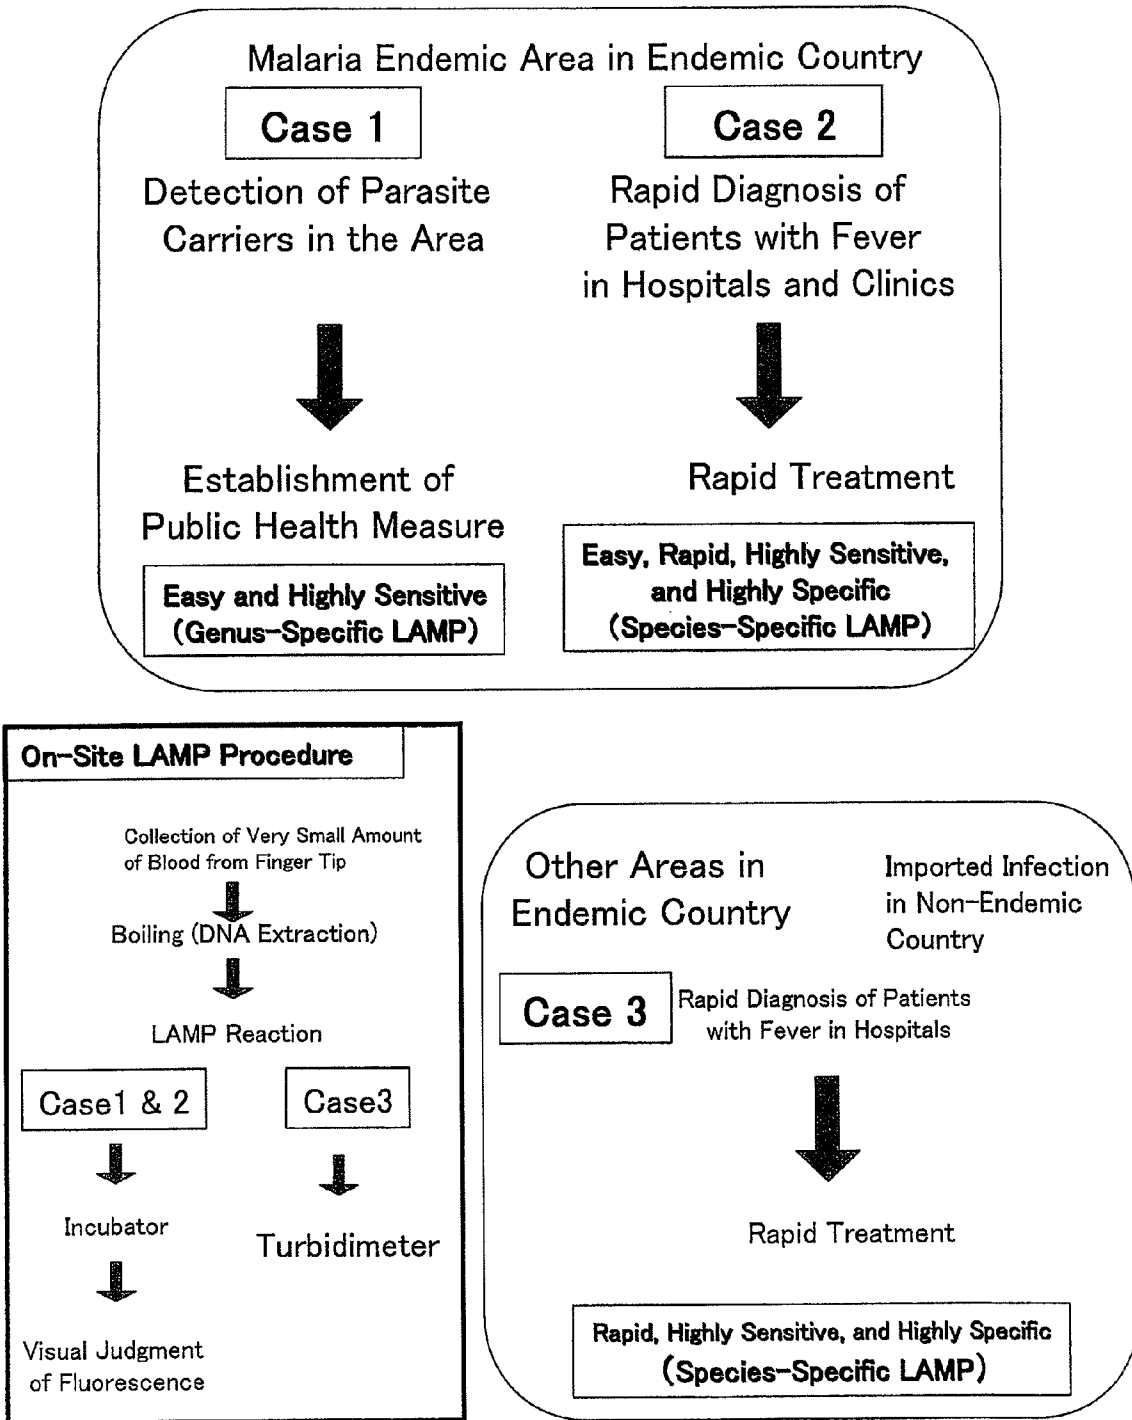 Malaria Endemic Area in Endemic Country
Case 1
Detection of Parasite
Carriers in the Area
Establishment of
Public Health Measure
Easy and Highly Sensitive
(Genus-Specific LAMP)
Case 2
Rapid Diagnosis of
Patients with Fever
in Hospitals and Clinics
Rapid Treatment
Easy, Rapid, Highly Sensitive,
and Highly Specific
(Species-Specific LAMP)
On-Site LAMP Procedure
Collection of Very Small Amount
of Blood from Finger Tip
Boiling (DNA Extraction)
LAMP Reaction
Case1 & 2
Incubator
Visual Judgment
of Fluorescence
Case3
Turbidimeter
Other Areas in
Endemic Country
Imported Infection
in Non-Endemic
Country
Case 3
Rapid Diagnosis of Patients
with Fever in Hospitals
Rapid Treatment
Rapid, Highly Sensitive, and Highly Specific
(Species-Specific LAMP)